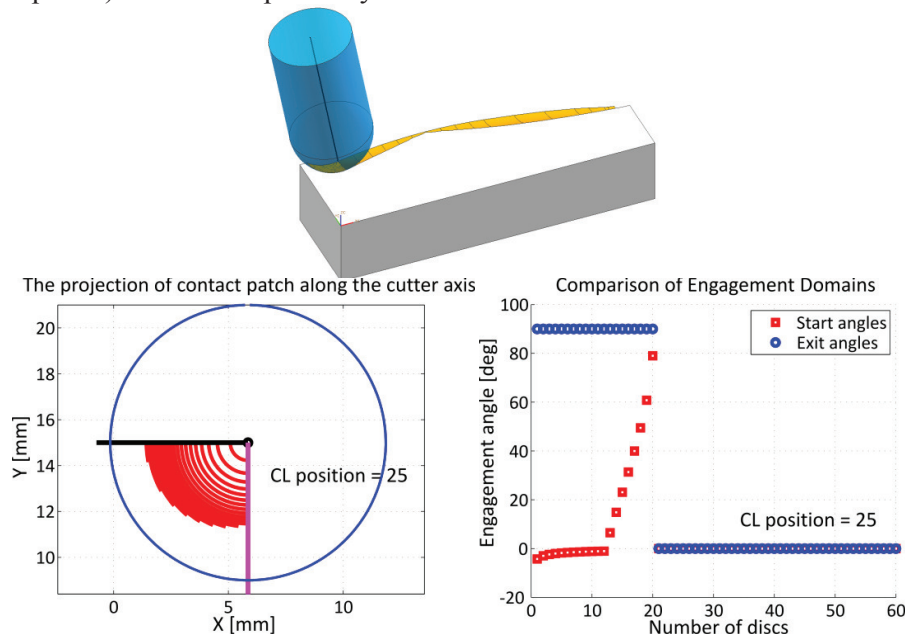 The projection of contact patch along the cutter axis
20
18
16
14
12
10
Y [mm]
0
5
10
X [mm]
CL position = 25
Comparison of Engagement Domains
100
80
60
40
20
0
-20
Engagement angle [deg]
0
10
20
30
40
50
60
Number of discs
Start angles
Exit angles
CL position = 25